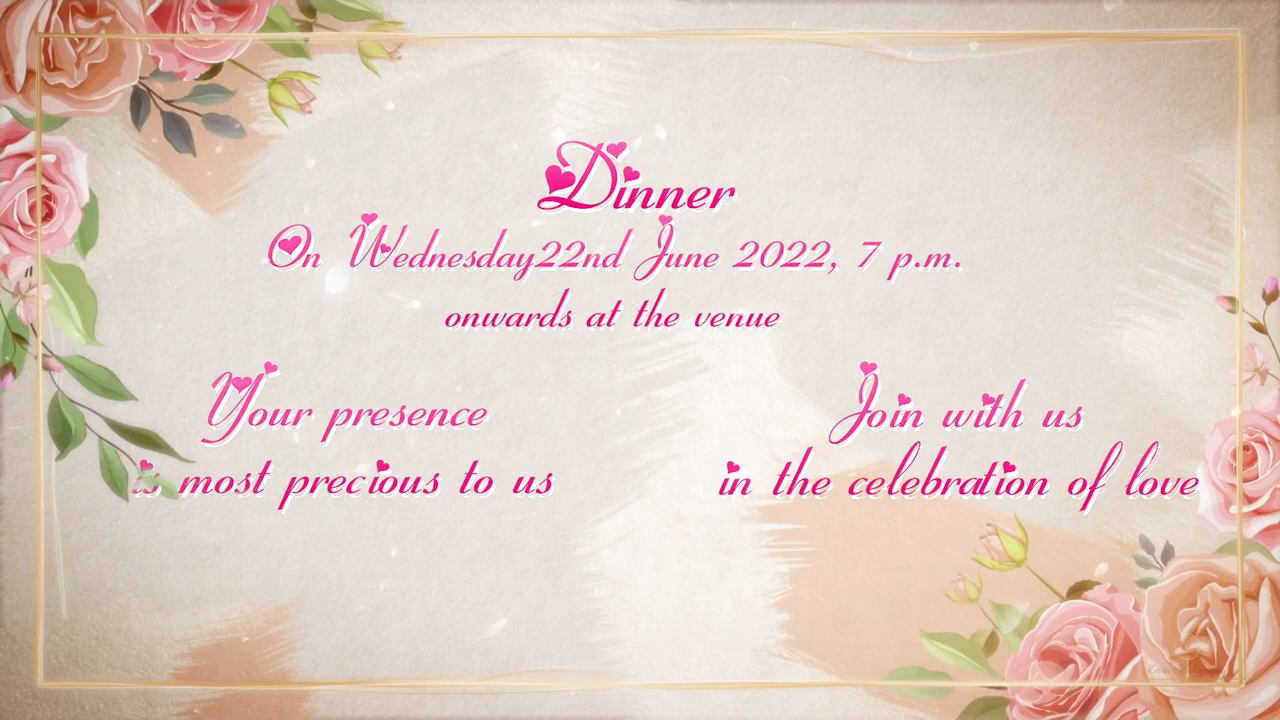 Dinner
On Wednesday22nd June 2022, 7 p.m.
onwards at the venue
Your presence
is most precious to us
Join with us
in the celebration of love